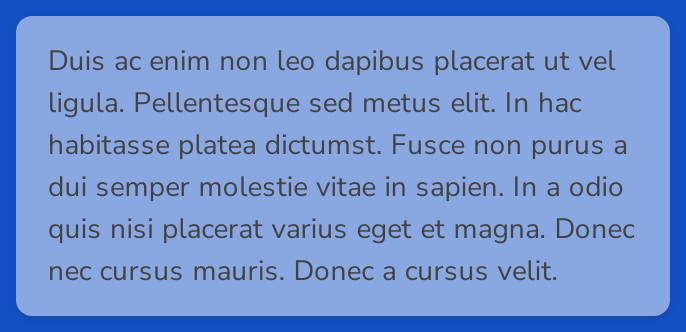 Duis ac enim non leo dapibus placerat ut vel
ligula. Pellentesque sed metus elit. In hac
habitasse platea dictumst. Fusce non purus a
dui semper molestie vitae in sapien. In a odio
quis nisi placerat varius eget et magna. Donec
nec cursus mauris. Donec a cursus velit.